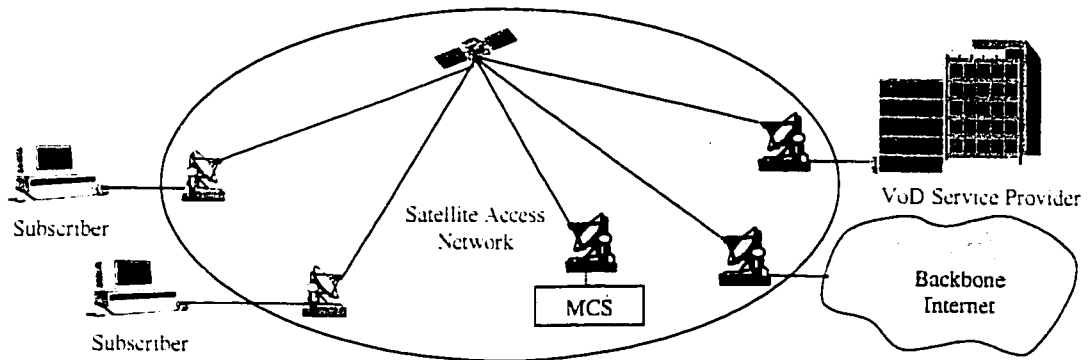 Satellite Access
Network
VoD Service Provider
Subscriber
MCS
Backbone
Internet
Subscriber